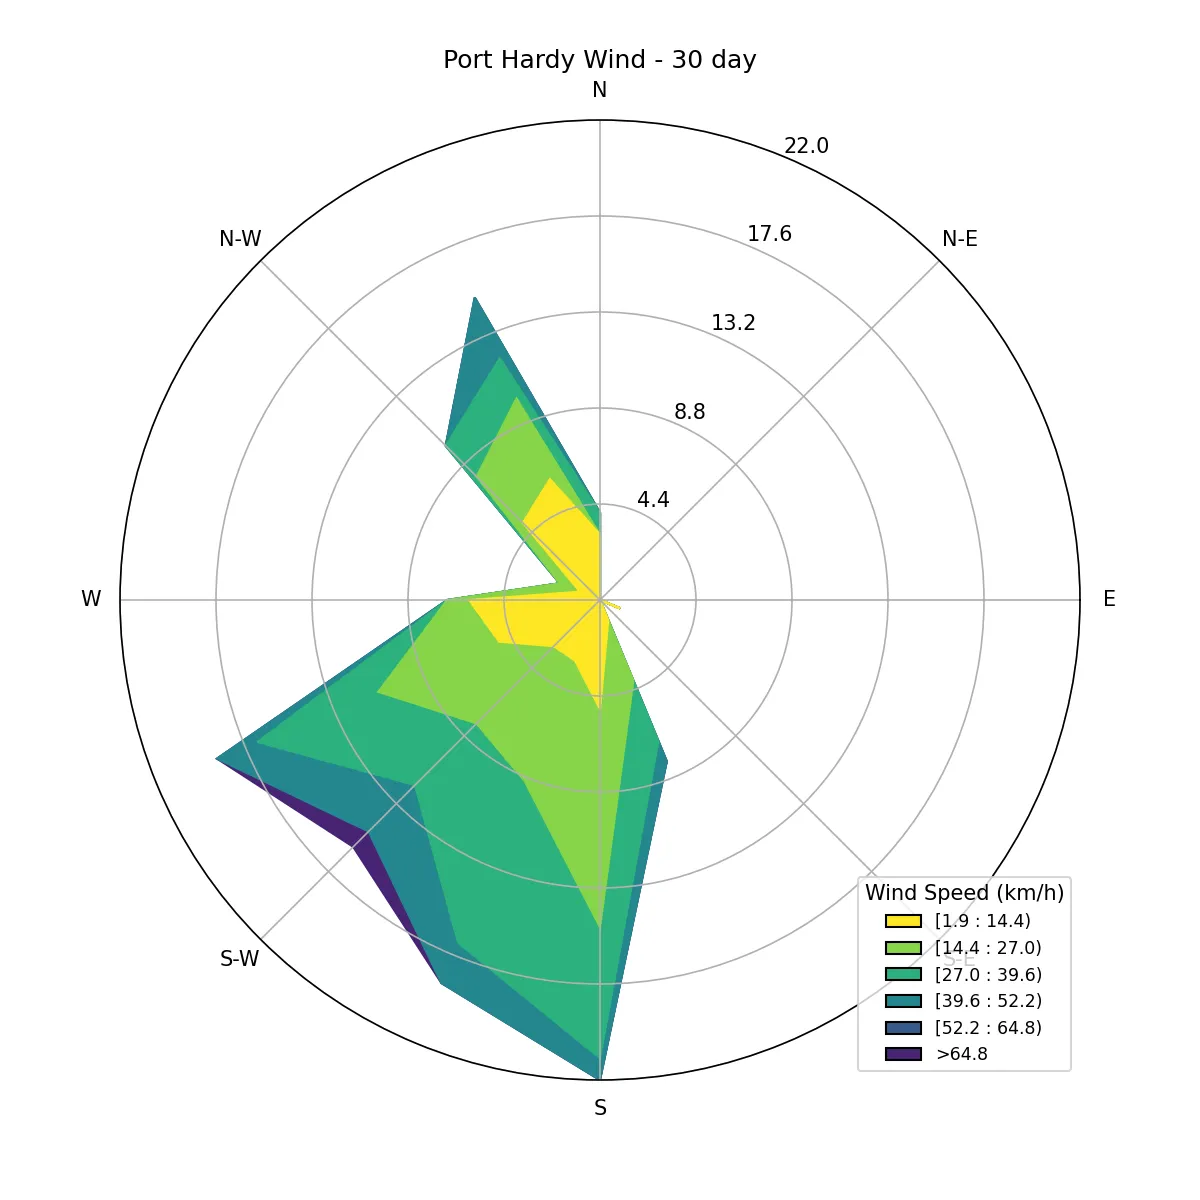 Port Hardy Wind - 30 day
N
22.0
N-W
N-E
17.6
13.2
8.8
4.4
W
E
S-W
S-E
S
Wind Speed (km/h)
[1.9 : 14.4)
[14.4 : 27.0)
[27.0 : 39.6)
[39.6 : 52.2)
[52.2 : 64.8)
>64.8